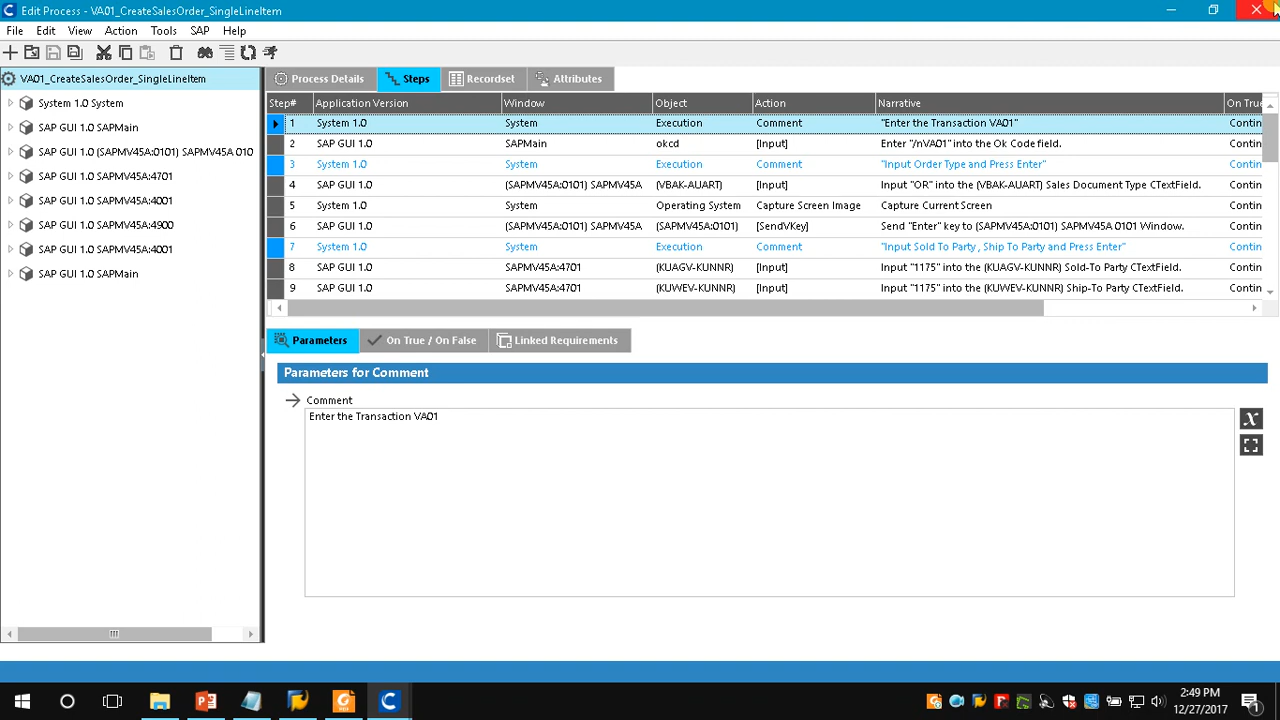 Edit Process - VA01_CreateSalesOrder_SingleLineItem
File Edit View Action Tools SAP Help
VA01_CreateSalesOrder_SingleLineItem
System 1.0 System
SAP GUI 1.0 SAPMain
SAP GUI 1.0 (SAPMV45A:0101) SAPMV45A 010
SAP GUI 1.0 SAPMV45A:4701
SAP GUI 1.0 SAPMV45A:4001
SAP GUI 1.0 SAPMV45A:4900
SAP GUI 1.0 SAPMV45A:4001
SAP GUI 1.0 SAPMain
Process Details Steps Recordset Attributes
Step# Application Version Window Object Action Narrative On True
1 System 1.0 System Execution Comment "Enter the Transaction VA01" Contin
2 SAP GUI 1.0 SAPMain okcd [Input] Enter "/nVA01" into the Ok Code field. Contin
3 System 1.0 System Execution Comment "Input Order Type and Press Enter" Contin
4 SAP GUI 1.0 (SAPMV45A:0101) SAPMV45A (VBAK-AUART) [Input] Input "OR" into the (VBAK-AUART) Sales Document Type CTextField. Contin
5 SAP GUI 1.0 System Operating System Capture Screen Image Capture Current Screen Contin
6 SAP GUI 1.0 (SAPMV45A:0101) SAPMV45A (SAPMV45A:0101) [SendVKey] Send "Enter" key to (SAPMV45A:0101) SAPMV45A 0101 Window. Contin
7 System 1.0 System Execution Comment "Input Sold To Party , Ship To Party and Press Enter" Contin
8 SAP GUI 1.0 SAPMV45A:4701 (KUAGV-KUNNR) [Input] Input "1175" into the (KUAGV-KUNNR) Sold-To Party CTextField. Contin
9 SAP GUI 1.0 SAPMV45A:4701 (KUWEV-KUNNR) [Input] Input "1175" into the (KUWEV-KUNNR) Ship-To Party CTextField. Contin
Parameters On True / On False Linked Requirements
Parameters for Comment
Comment
Enter the Transaction VA01
2:49 PM
12/27/2017